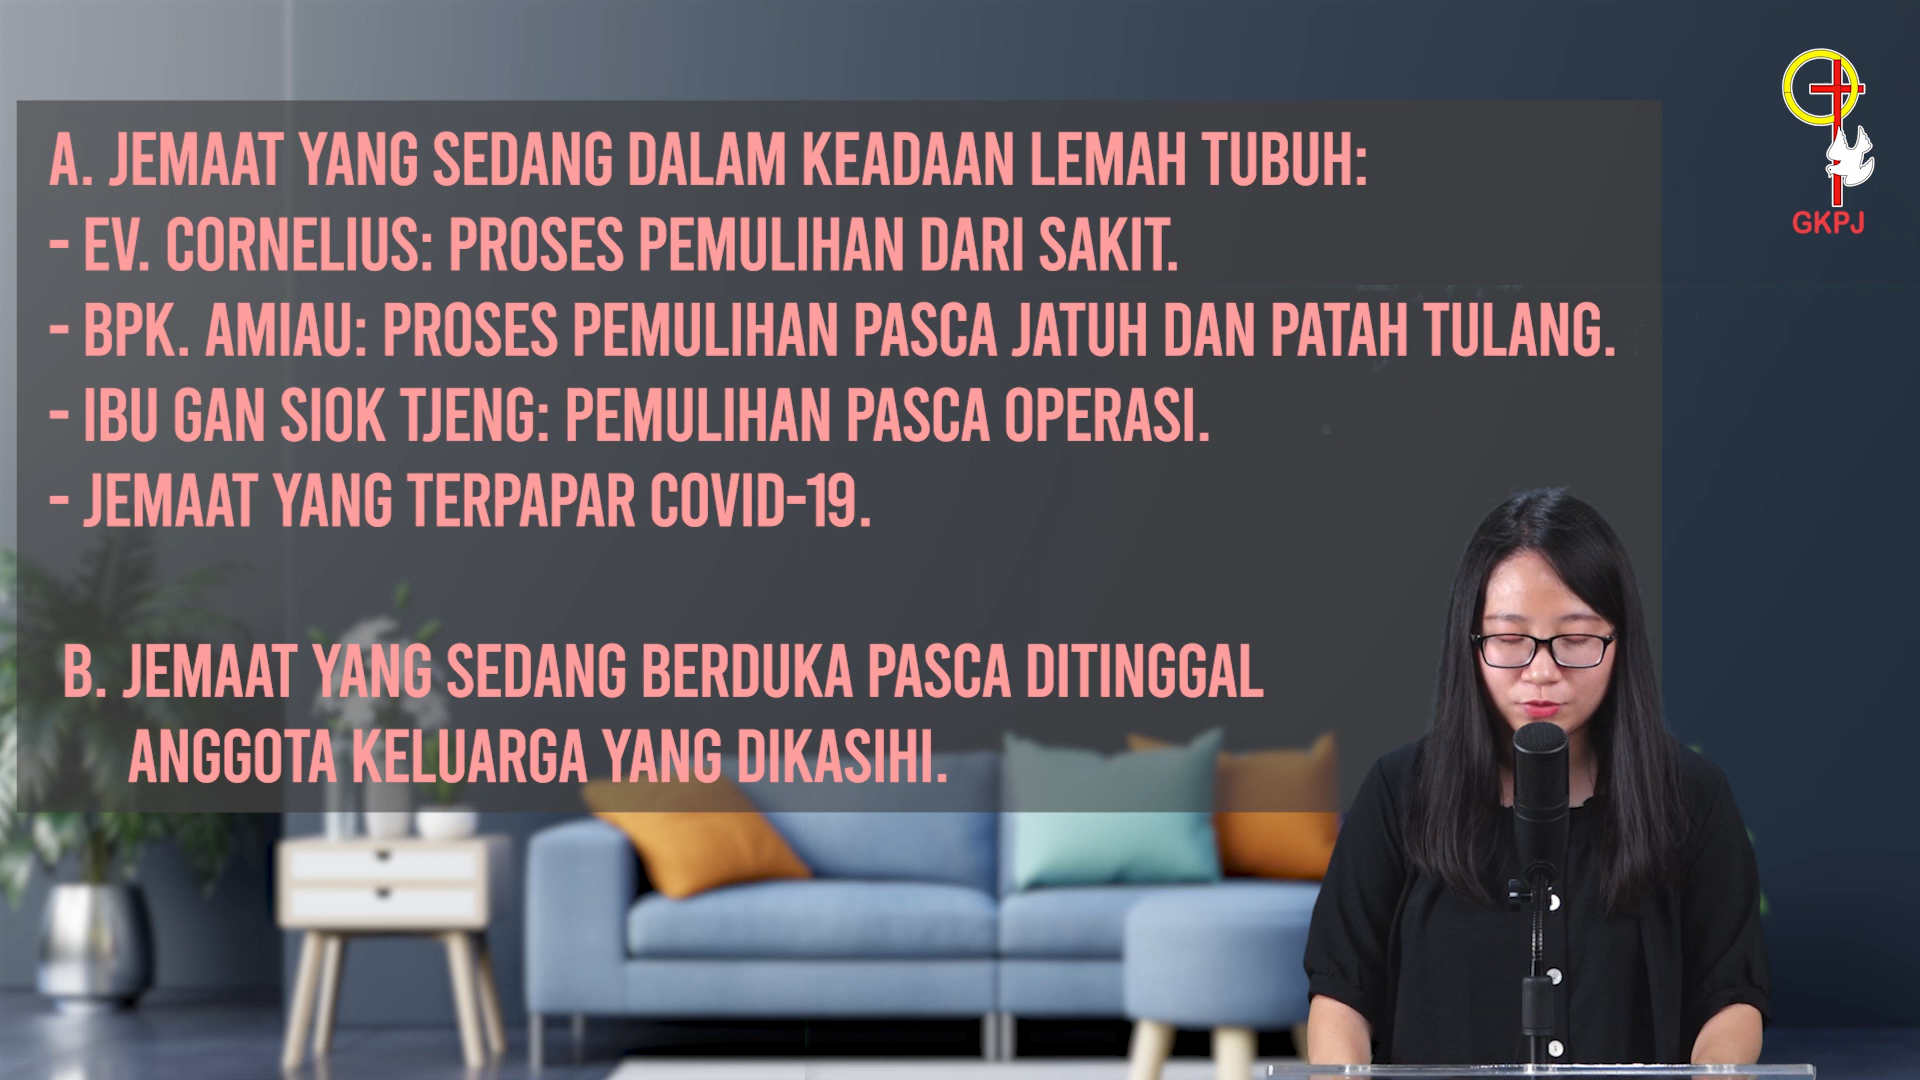 A. JEMAAT YANG SEDANG DALAM KEADAAN LEMAH TUBUH:
- EV. CORNELIUS: PROSES PEMULIHAN DARI SAKIT.
- BPK. AMIAU: PROSES PEMULIHAN PASCA JATUH DAN PATAH TULANG.
- IBU GAN SIOK TJENG: PEMULIHAN PASCA OPERASI.
- JEMAAT YANG TERPAPAR COVID-19.
B. JEMAAT YANG SEDANG BERDUKA PASCA DITINGGAL
ANGGOTA KELUARGA YANG DIKASIHI.
GKPJ